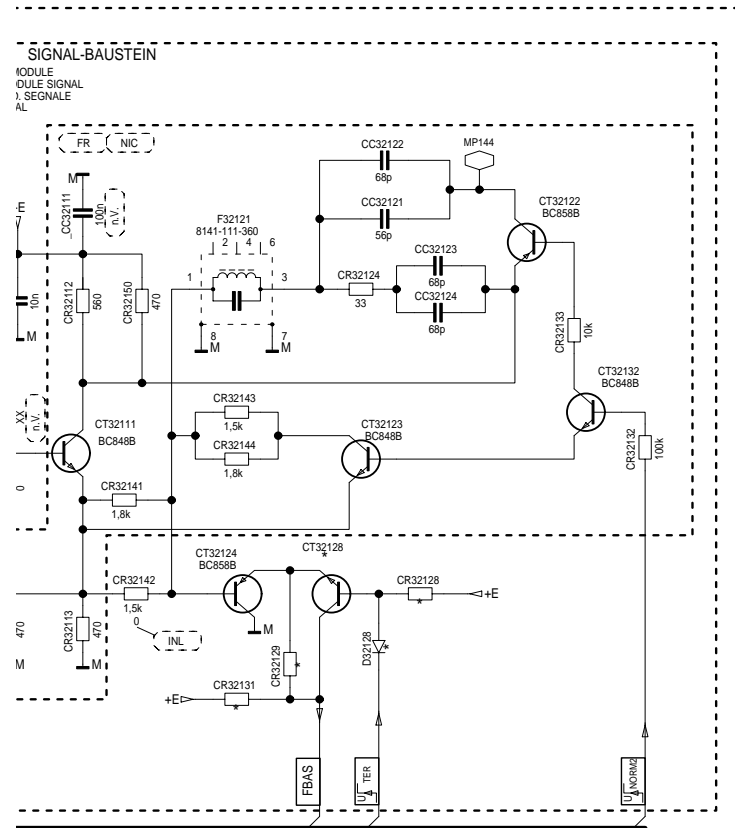 SIGNAL-BAUSTEIN
MODULE
DULE SIGNAL
. SEGNALE
AL
FR
NIC
M
CC32111
100n
n.V.
+E
10n
M
CR32112
560
CR32150
470
F32121
8141-111-360
2 4 6
1
3
8
M
7
M
CC32122
68p
CC32121
56p
MP144
CT32122
BC858B
CR32124
33
CC32123
68p
CC32124
68p
CR32133
10k
CT32132
BC848B
CR32132
100k
XX
n.V.
CT32111
BC848B
0
CR32143
1,5k
CR32144
1,8k
CT32123
BC848B
CR32141
1,8k
CR32142
1,5k
0
INL
CR32113
470
M
470
M
CT32124
BC858B
M
CT32128
*
CR32128
*
+E
CR32129
*
D32128
*
+E
CR32131
*
FBAS
U TER
U NORM2